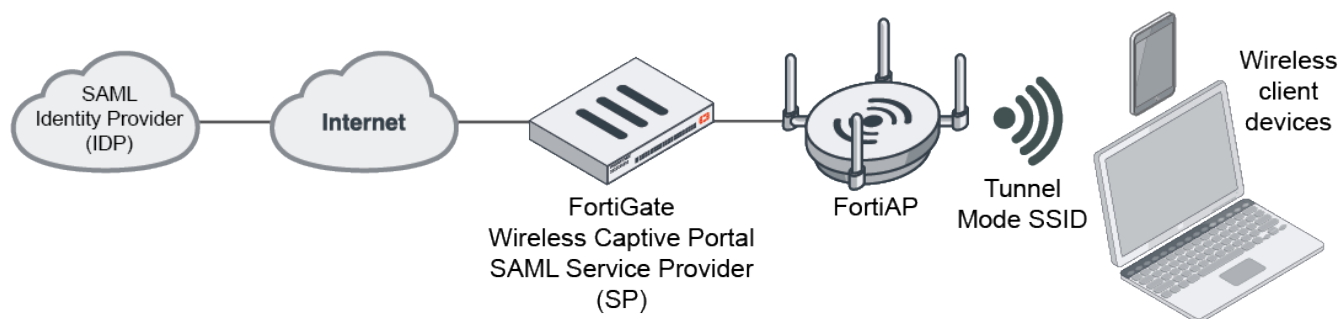 SAML
Identity Provider
(IDP)
Internet
FortiGate
Wireless Captive Portal
SAML Service Provider
(SP)
FortiAP
Tunnel
Mode SSID
Wireless
client
devices